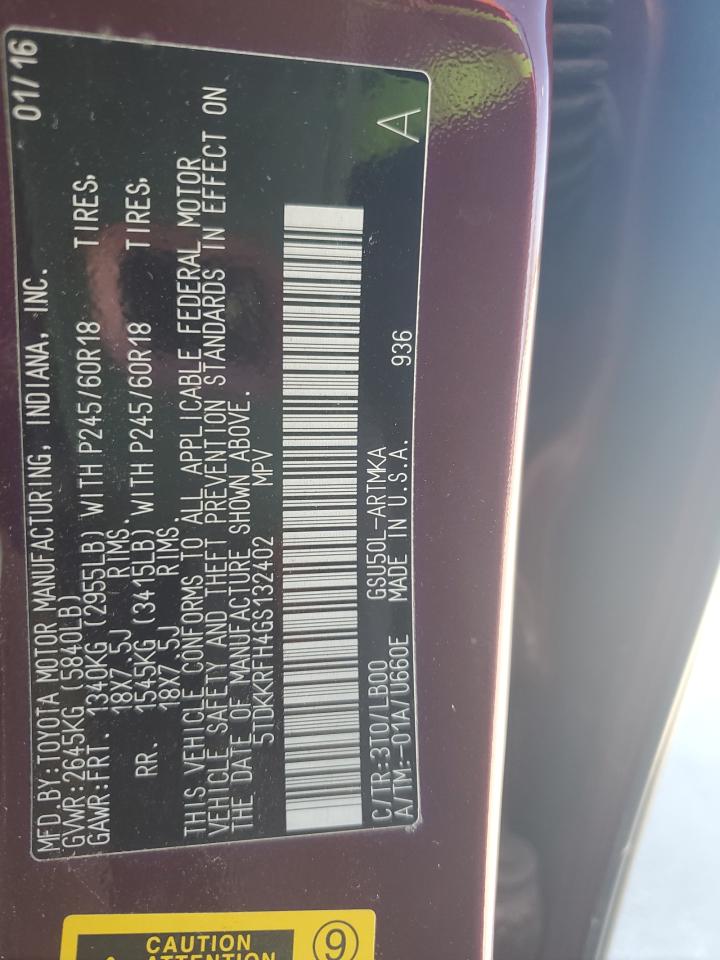 MFD.BY:TOYOTA MOTOR MANUFACTURING, INDIANA, INC. 01/16
GVWR:2645KG (5840LB)
GAWR:FRT. 1340KG (2955LB) WITH P245/60R18 TIRES,
18X7.5J RIMS.
RR. 1545KG (3415LB) WITH P245/60R18 TIRES,
18X7.5J RIMS.
THIS VEHICLE CONFORMS TO ALL APPLICABLE FEDERAL MOTOR
VEHICLE SAFETY AND THEFT PREVENTION STANDARDS IN EFFECT ON
THE DATE OF MANUFACTURE SHOWN ABOVE.
5TDKKRFH4GS132402 MPV
C/TR:3T0/LB00 GSU50L-ARTMKA A
A/TM:-01A/U660E MADE IN U.S.A. 936
CAUTION
ATTENTION
9